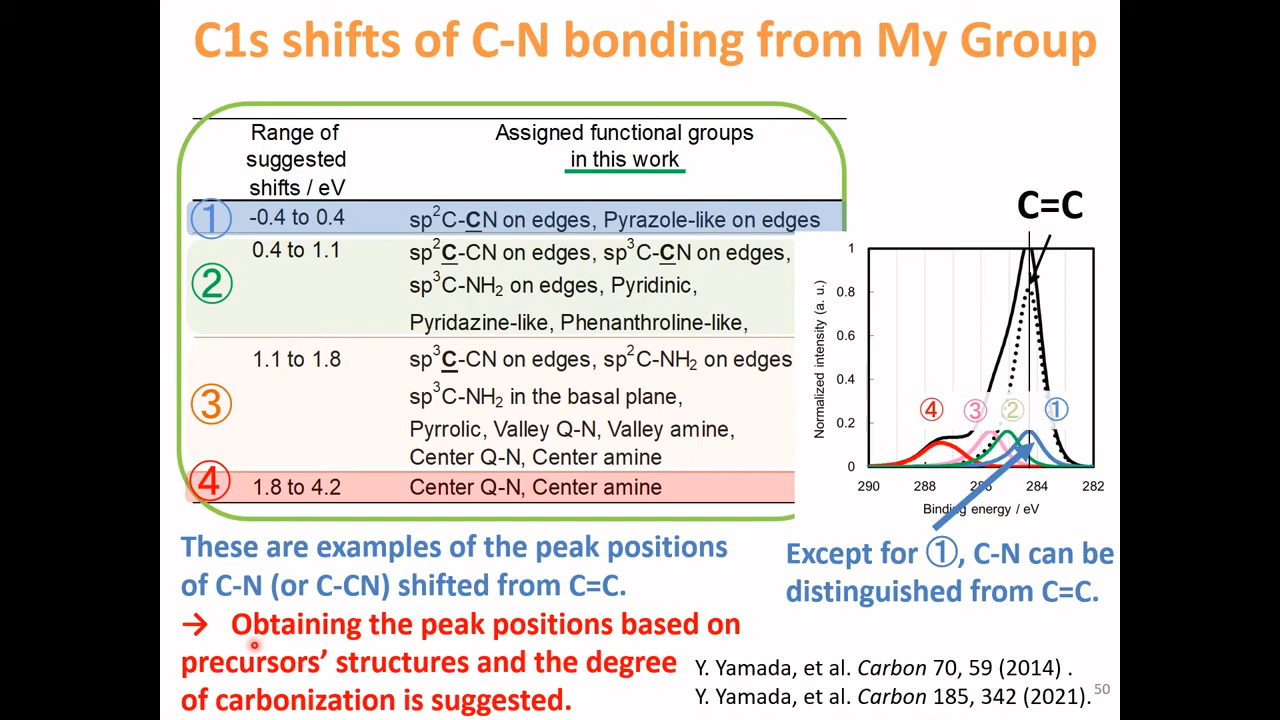 C1s shifts of C-N bonding from My Group
Range of suggested shifts / eV
Assigned functional groups in this work
① -0.4 to 0.4 sp²C-CN on edges, Pyrazole-like on edges
② 0.4 to 1.1 sp²C-CN on edges, sp³C-CN on edges,
sp³C-NH₂ on edges, Pyridinic,
Pyridazine-like, Phenanthroline-like,
③ 1.1 to 1.8 sp³C-CN on edges, sp²C-NH₂ on edges
sp³C-NH₂ in the basal plane,
Pyrrolic, Valley Q-N, Valley amine,
Center Q-N, Center amine
④ 1.8 to 4.2 Center Q-N, Center amine
C=C
Normalized intensity (a. u.)
1
0.8
0.6
0.4
0.2
0
④ ③ ② ①
290 288 286 284 282
Binding energy / eV
These are examples of the peak positions
of C-N (or C-CN) shifted from C=C.
→ Obtaining the peak positions based on
precursors' structures and the degree
of carbonization is suggested.
Except for ①, C-N can be
distinguished from C=C.
Y. Yamada, et al. Carbon 70, 59 (2014) .
Y. Yamada, et al. Carbon 185, 342 (2021).
50